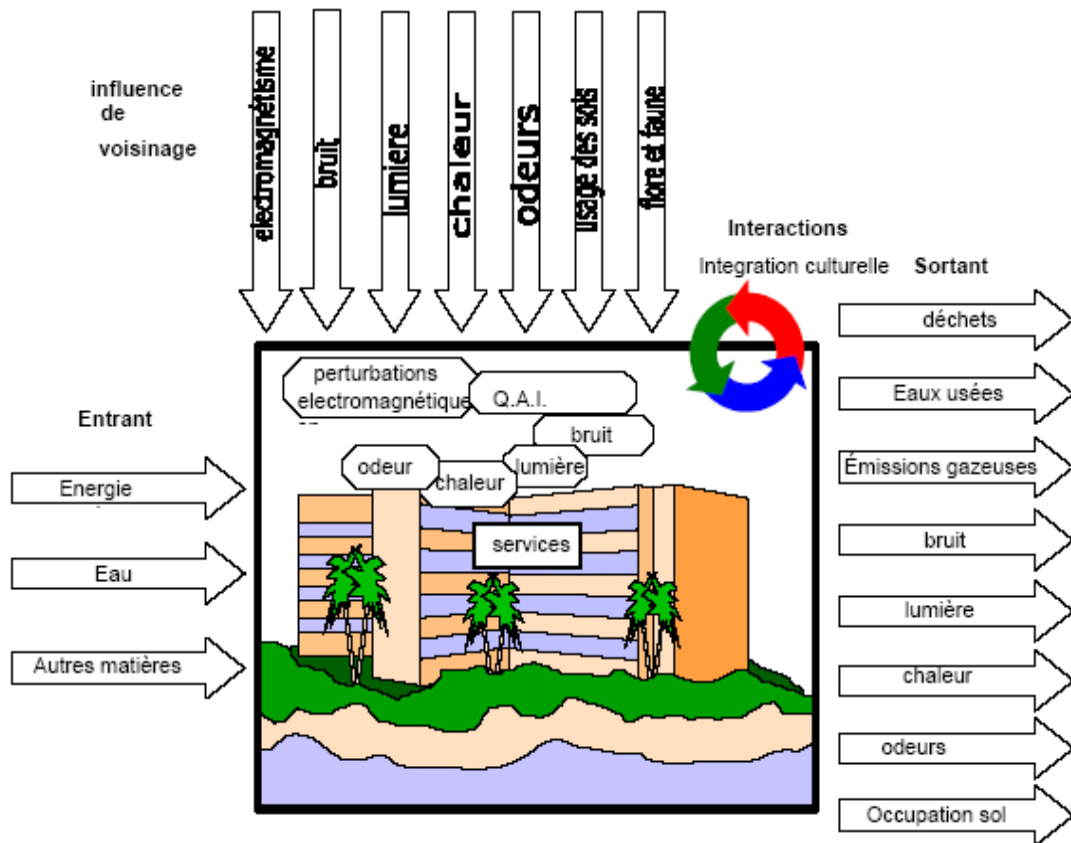 influence
de
voisinage
electromagnétisme
bruit
lumiere
chaleur
odeurs
usage des sols
flore et faune
Interactions
Integration culturelle
Sortant
déchets
Eaux usées
Émissions gazeuses
bruit
lumière
chaleur
odeurs
Occupation sol
Entrant
Energie
Eau
Autres matières
perturbations
electromagnétique
Q.A.I.
bruit
lumière
odeur
chaleur
services